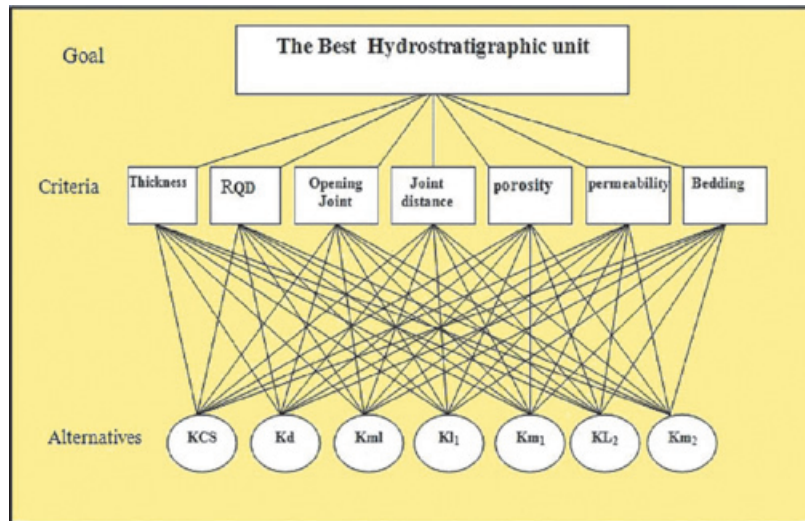 Goal
The Best Hydrostratigraphic unit
Criteria
Thickness
RQD
Opening
Joint
Joint
distance
porosity
permeability
Bedding
Alternatives
KCS
Kd
Kml
Kl₁
Km₁
KL₂
Km₂